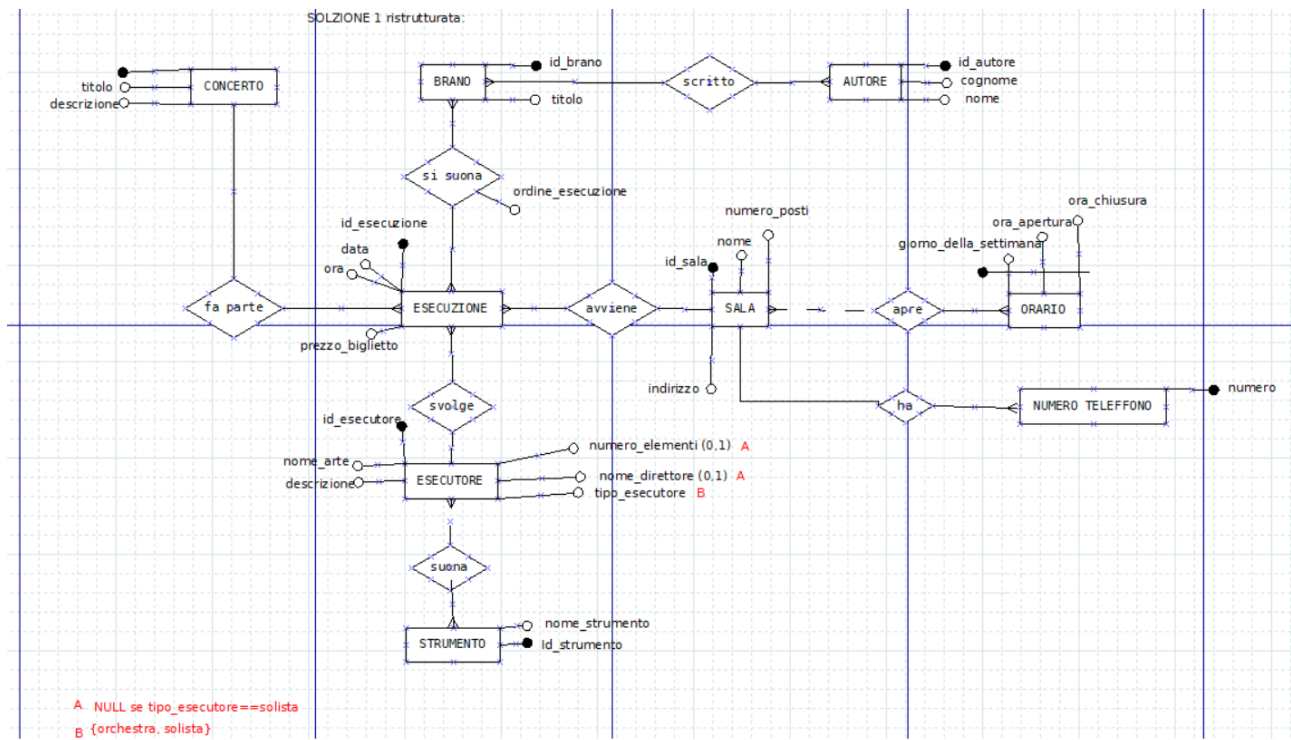 SOLZIONE 1 ristrutturata:
id_brano
id_autore
titolo
CONCERTO
BRANO
scritto
AUTORE
cognome
descrizione
titolo
nome
si suona
ordine_esecuzione
ora_chiusura
numero_posti
ora_apertura
id_esecuzione
nome
giorno_della_settimana
data
id_sala
ora
fa parte
ESECUZIONE
avviene
SALA
apre
ORARIO
prezzo_biglietto
indirizzo
numero
svolge
ha
NUMERO TELEFFONO
id_esecutore
numero_elementi (0,1) A
nome_arte
nome_direttore (0,1) A
descrizione
ESECUTORE
tipo_esecutore B
suona
nome_strumento
STRUMENTO
Id_strumento
A NULL se tipo_esecutore==solista
B {orchestra, solista}